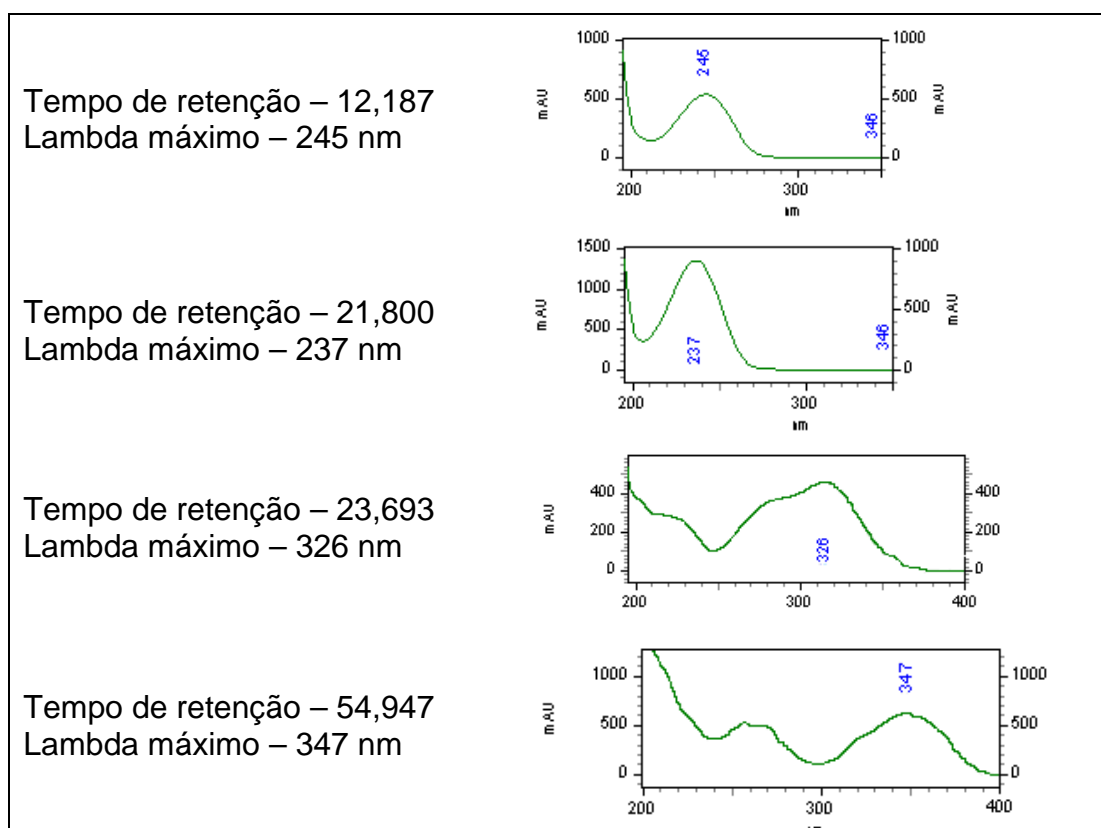 Tempo de retenção – 12,187
Lambda máximo – 245 nm
1000
500
0
mAU
245
346
1000
500
0
mAU
200
300
nm
Tempo de retenção – 21,800
Lambda máximo – 237 nm
1500
1000
500
0
mAU
237
346
1000
500
0
mAU
200
300
nm
Tempo de retenção – 23,693
Lambda máximo – 326 nm
400
200
0
mAU
326
400
200
0
200
300
400
Tempo de retenção – 54,947
Lambda máximo – 347 nm
1000
500
0
mAU
347
1000
500
0
200
300
400